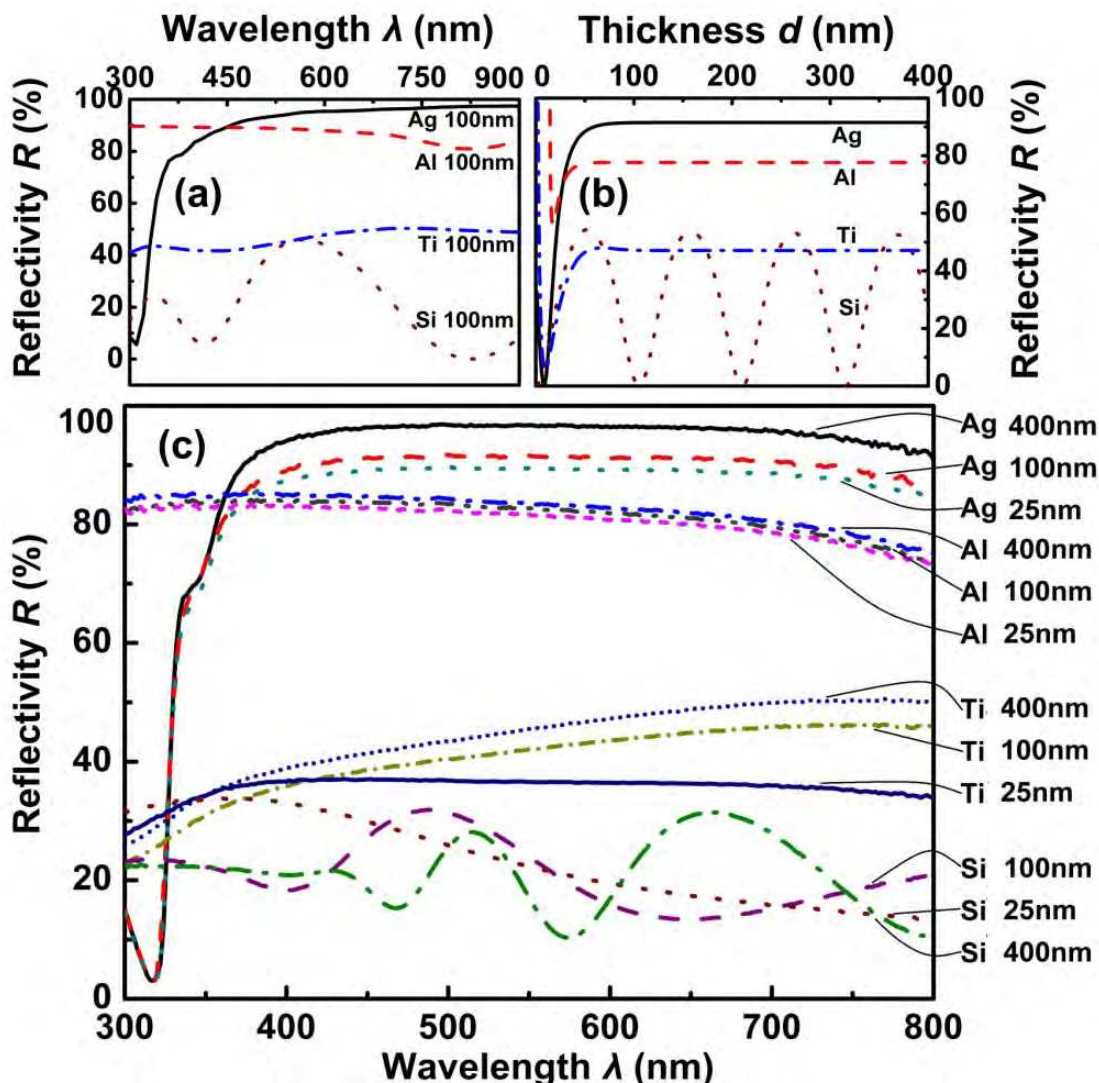 Wavelength λ (nm)
Thickness d (nm)
300 450 600 750 900
0 100 200 300 400
Reflectivity R (%)
100
80
60
40
20
0
(a)
Ag 100nm
Al 100nm
Ti 100nm
Si 100nm
(b)
Ag
Al
Ti
Si
100
80
60
40
20
0
Reflectivity R (%)
Reflectivity R (%)
100
80
60
40
20
0
(c)
Ag 400nm
Ag 100nm
Ag 25nm
Al 400nm
Al 100nm
Al 25nm
Ti 400nm
Ti 100nm
Ti 25nm
Si 100nm
Si 25nm
Si 400nm
300 400 500 600 700 800
Wavelength λ (nm)